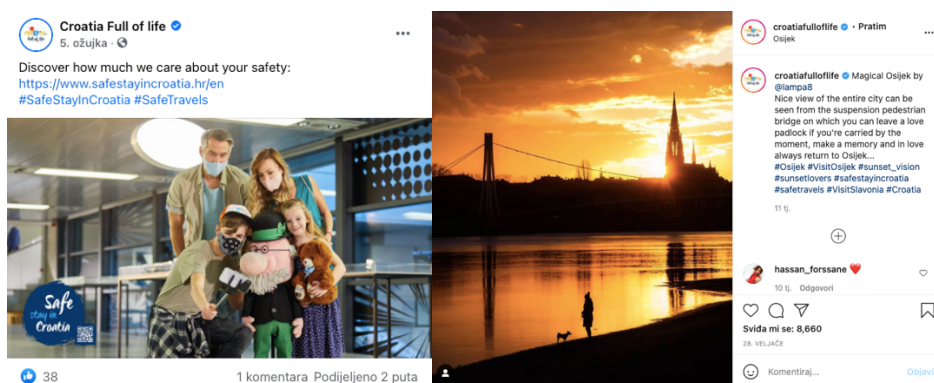 Croatia Full of life
5. ožujka ·
Discover how much we care about your safety:
https://www.safestayincroatia.hr/en
#SafeStayInCroatia #SafeTravels
Safe
stay in
Croatia
38
1 komentara Podijeljeno 2 puta
croatiafulloflife • Pratim
Osijek
croatiafulloflife Magical Osijek by
@lampa8
Nice view of the entire city can be
seen from the suspension pedestrian
bridge on which you can leave a love
padlock if you're carried by the
moment, make a memory and in love
always return to Osijek...
#Osijek #VisitOsijek #sunset_vision
#sunsetlovers #safestayincroatia
#safetravels #VisitSlavonia #Croatia
11 tj.
hassan_forssane ❤️
10 tj. Odgovori
Sviđa mi se: 8,660
28. VELJAČE
Komentiraj...
Objavi